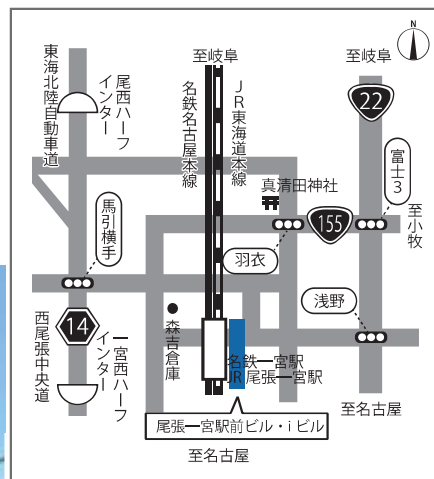 N
至岐阜
至岐阜
東海北陸自動車道
尾西ハーフ
インター
名鉄名古屋本線
JR東海道本線
22
富士3
真清田神社
155
至小牧
馬引横手
羽衣
浅野
14
西尾張中央道
一宮西ハーフ
インター
森吉倉庫
名鉄一宮駅
JR尾張一宮駅
至名古屋
尾張一宮駅前ビル・iビル
至名古屋